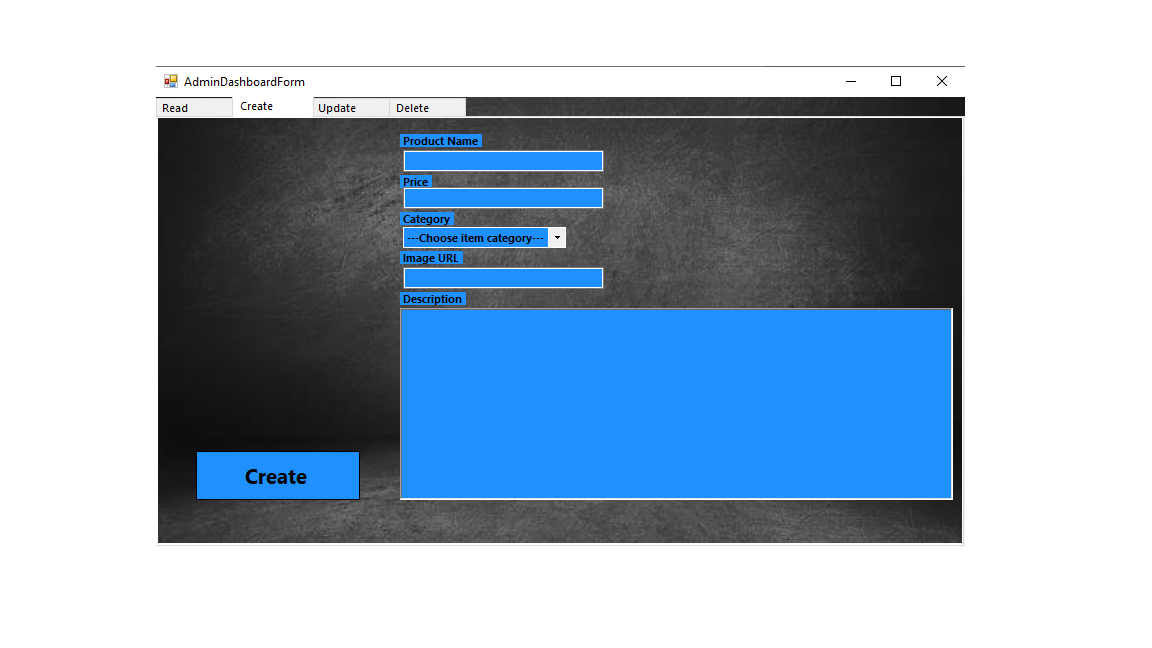 AdminDashboardForm
Read Create Update Delete
Product Name
Price
Category
---Choose item category---
Image URL
Description
Create